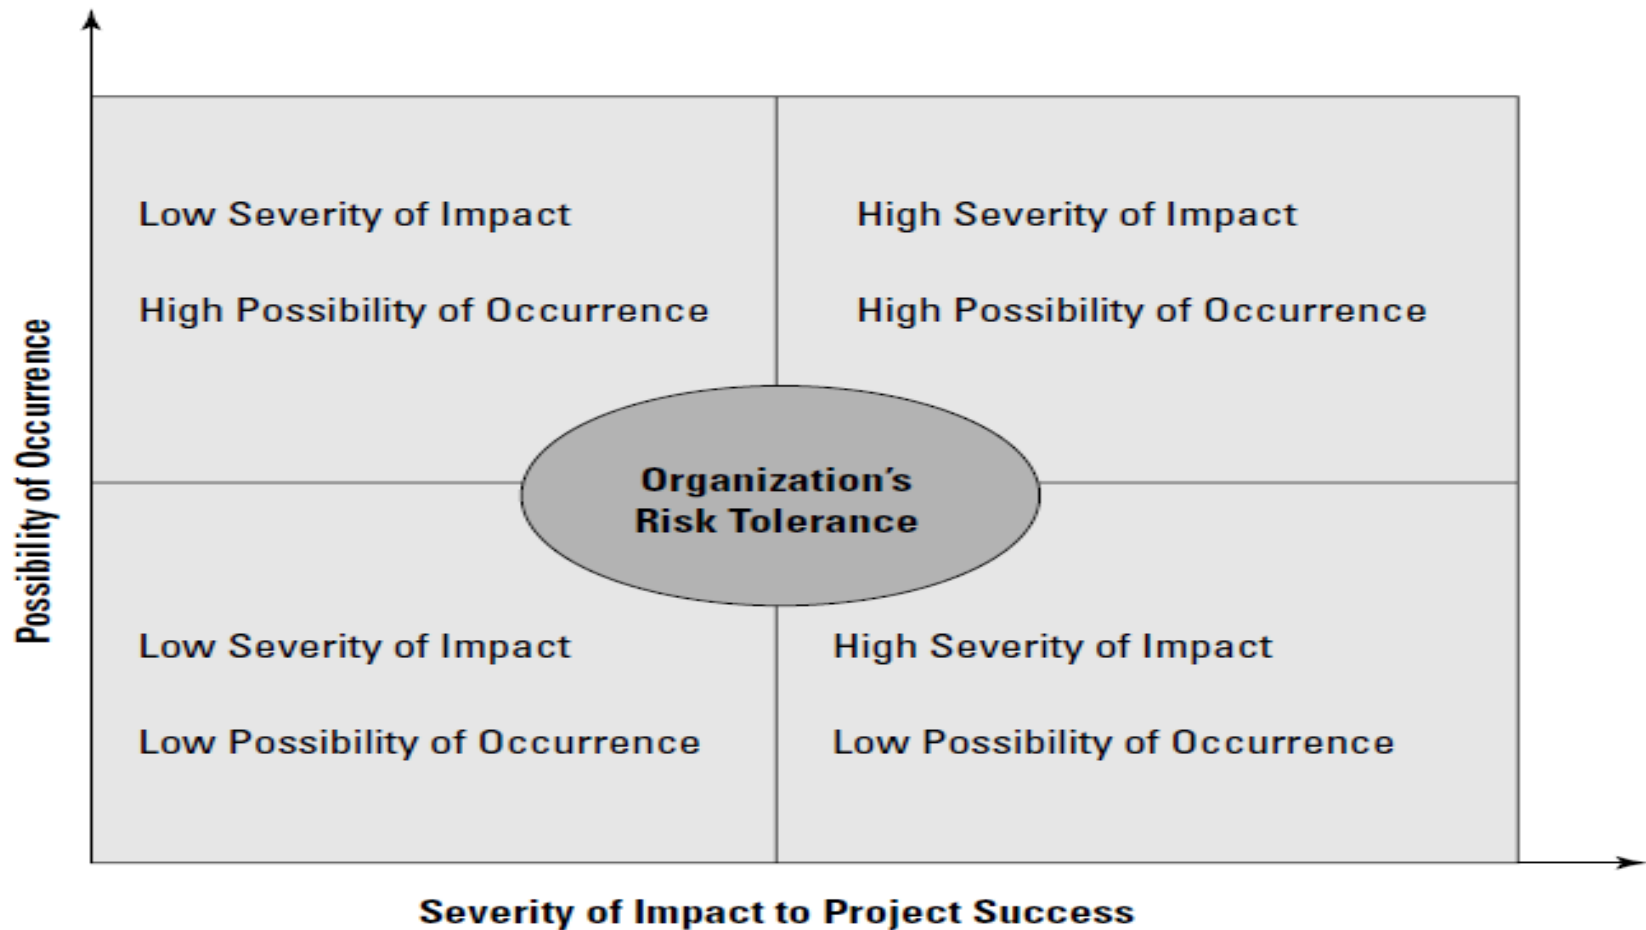 Low Severity of Impact
High Possibility of Occurrence
High Severity of Impact
High Possibility of Occurrence
Possibility of Occurrence
Organization’s
Risk Tolerance
Low Severity of Impact
Low Possibility of Occurrence
High Severity of Impact
Low Possibility of Occurrence
Severity of Impact to Project Success